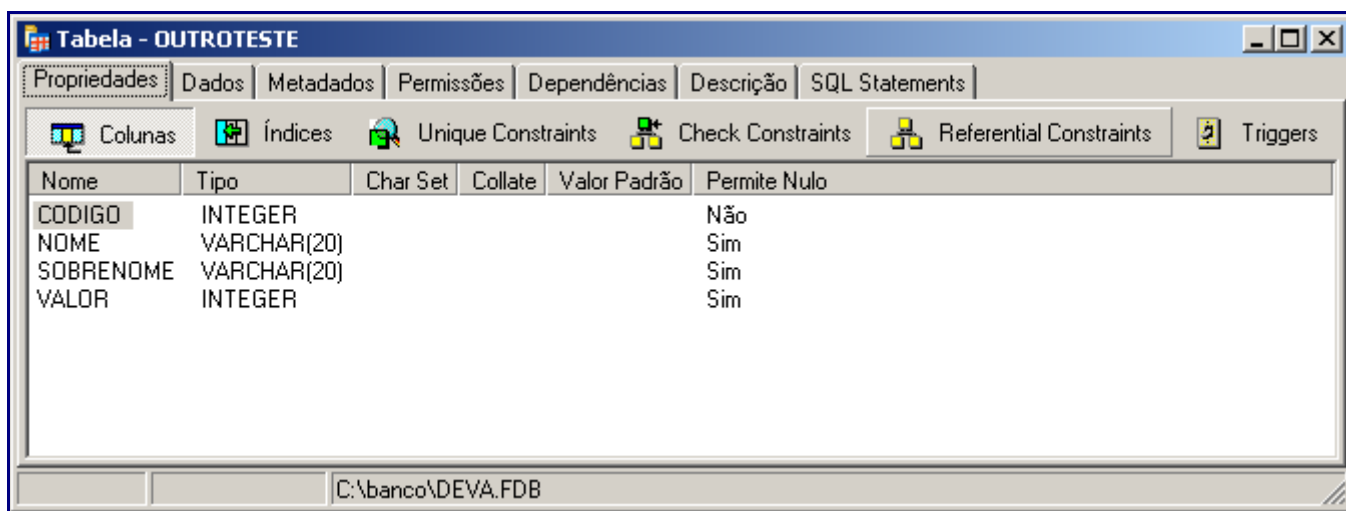 Tabela - OUTROTESTE
Propriedades Dados Metadados Permissões Dependências Descrição SQL Statements
Colunas Índices Unique Constraints Check Constraints Referential Constraints Triggers
Nome Tipo Char Set Collate Valor Padrão Permite Nulo
CODIGO INTEGER Não
NOME VARCHAR(20) Sim
SOBRENOME VARCHAR(20) Sim
VALOR INTEGER Sim
C:\banco\DEVA.FDB